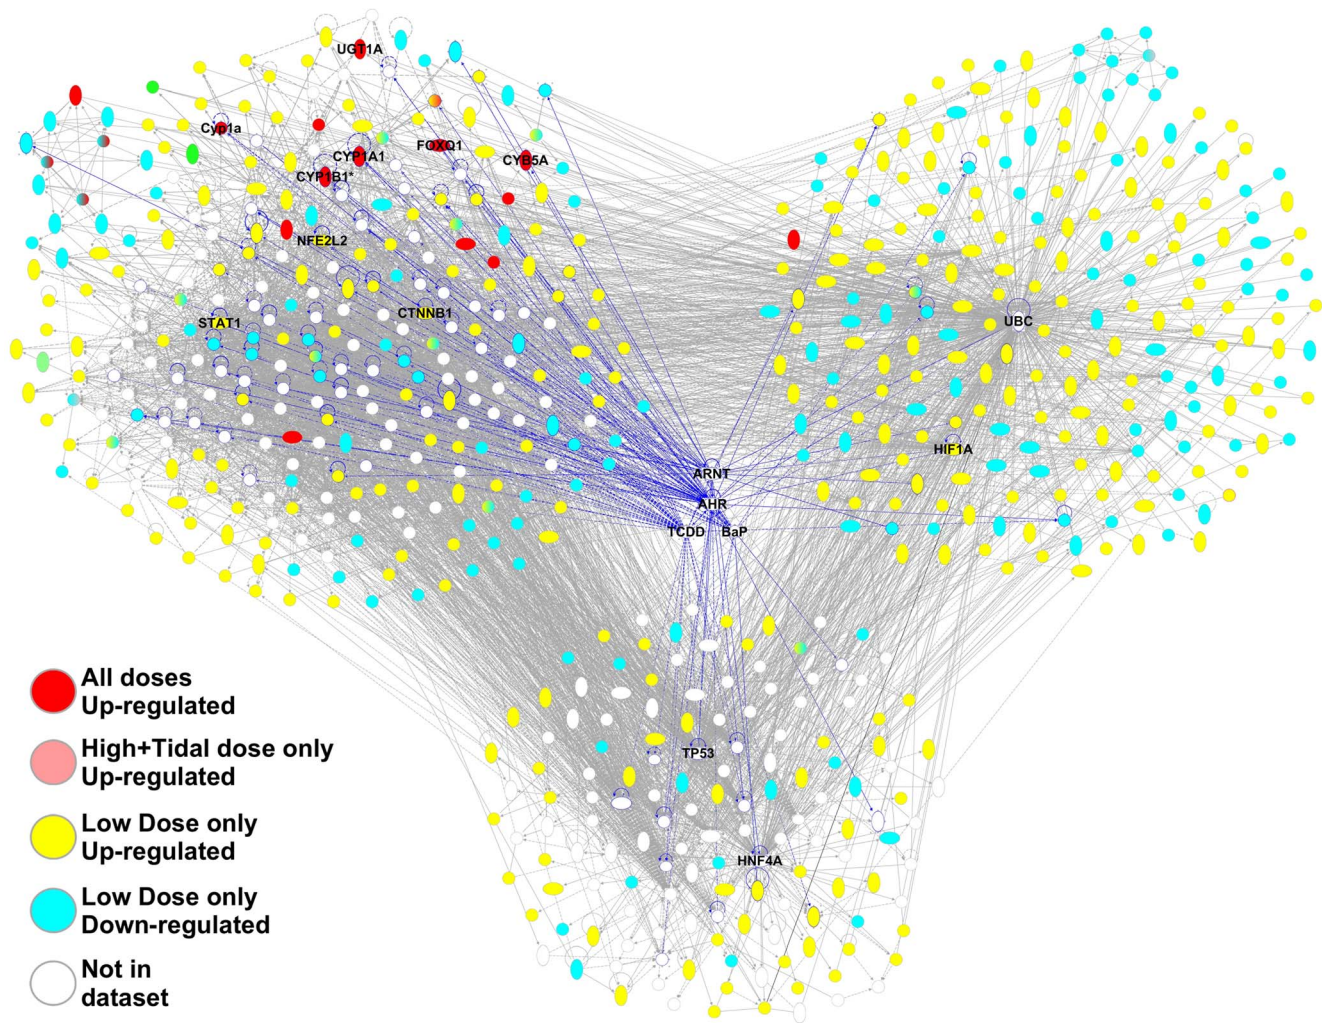 UGT1A
Cyp1a
FOXQ1
CYP1A1
CYB5A
CYP1B1*
NFE2L2
CTNNB1
STAT1
UBC
HIF1A
ARNT
AHR
TCDD BaP
TP53
HNF4A
All doses
Up-regulated
High+Tidal dose only
Up-regulated
Low Dose only
Up-regulated
Low Dose only
Down-regulated
Not in
dataset